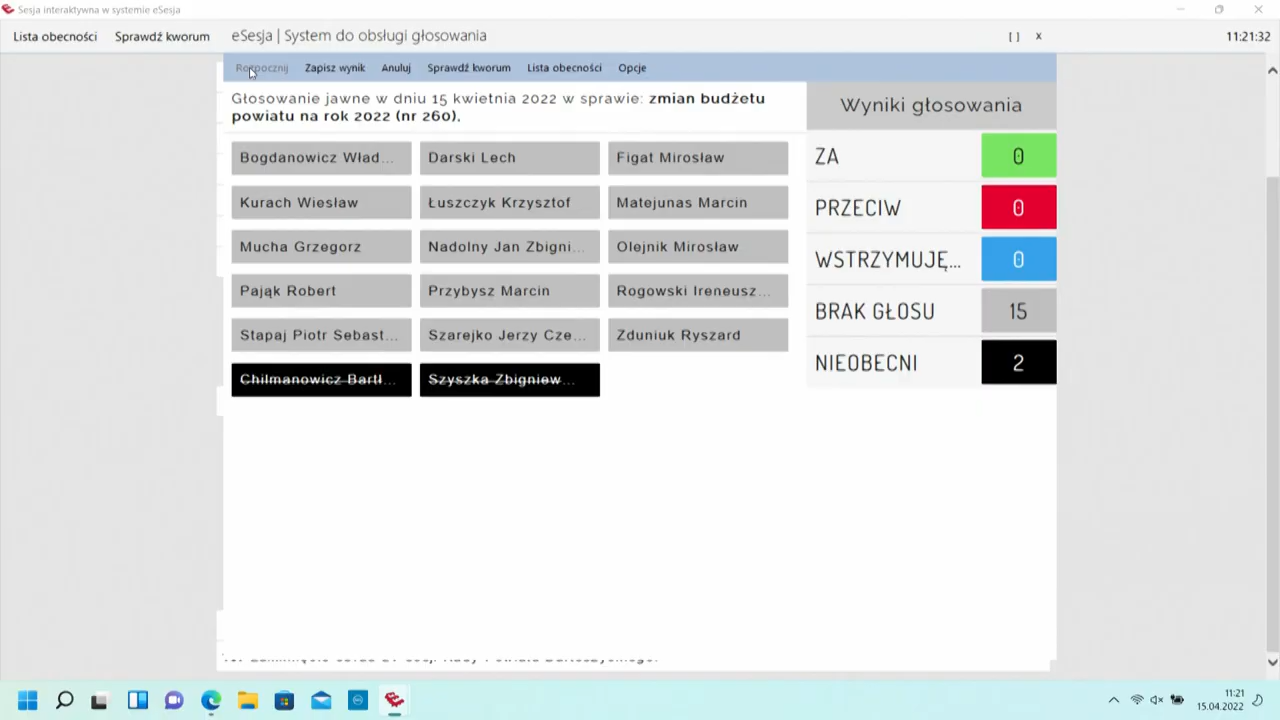 Sesja interaktywna w systemie eSesja
Lista obecności Sprawdź kworum eSesja | System do obsługi głosowania [ ] x 11:21:32
Rozpocznij Zapisz wynik Anuluj Sprawdź kworum Lista obecności Opcje
Głosowanie jawne w dniu 15 kwietnia 2022 w sprawie: zmian budżetu
powiatu na rok 2022 (nr 260).
Wyniki głosowania
Bogdanowicz Wład... Darski Lech Figat Mirosław
Kurach Wiesław Łuszczyk Krzysztof Matejunas Marcin
Mucha Grzegorz Nadolny Jan Zbigni... Olejnik Mirosław
Pająk Robert Przybysz Marcin Rogowski Ireneusz...
Stapaj Piotr Sebast... Szarejko Jerzy Cze... Zduniuk Ryszard
Chilmanowicz Bartł... Szyszka Zbigniew...
ZA 0
PRZECIW 0
WSTRZYMUJĘ... 0
BRAK GŁOSU 15
NIEOBECNI 2
11:21
15.04.2022